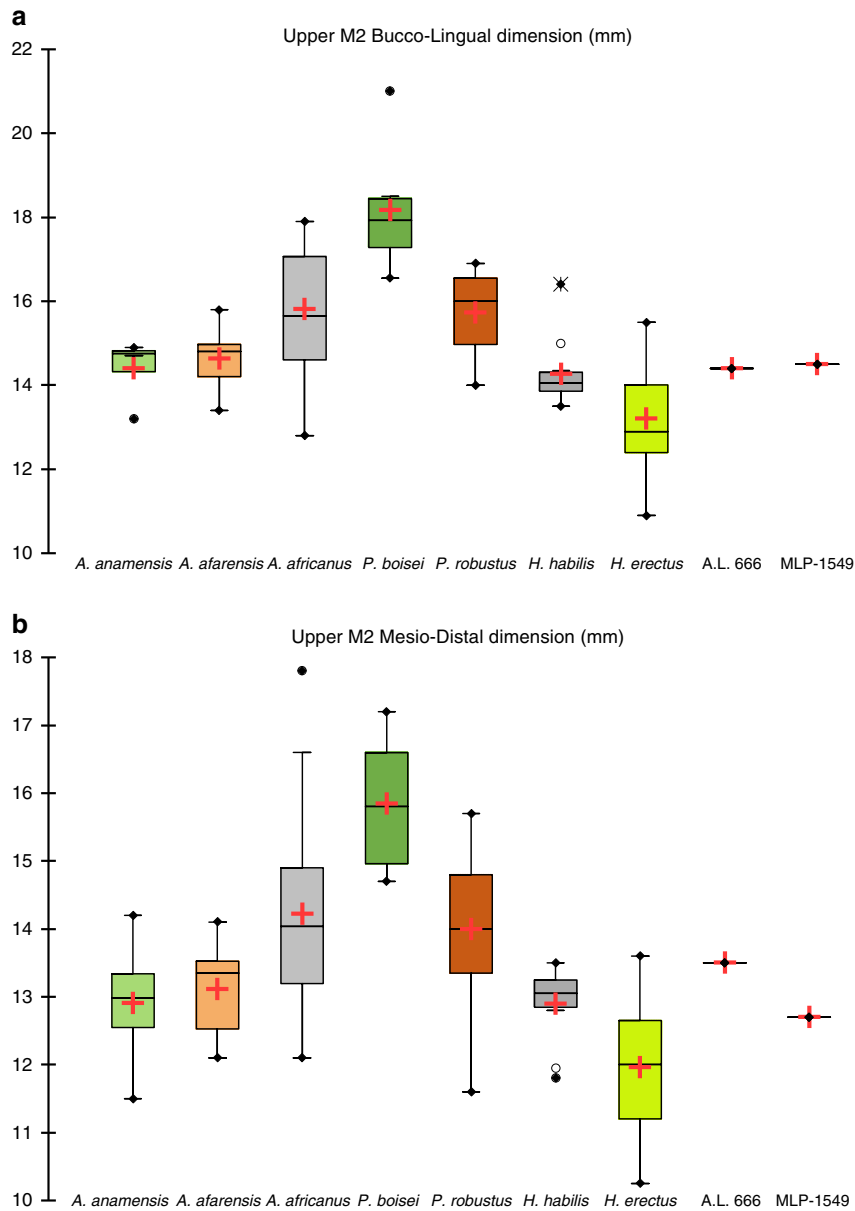 a
Upper M2 Bucco-Lingual dimension (mm)
22
20
18
16
14
12
10
A. anamensis A. afarensis A. africanus P. boisei P. robustus H. habilis H. erectus A.L. 666 MLP-1549
b
Upper M2 Mesio-Distal dimension (mm)
18
17
16
15
14
13
12
11
10
A. anamensis A. afarensis A. africanus P. boisei P. robustus H. habilis H. erectus A.L. 666 MLP-1549